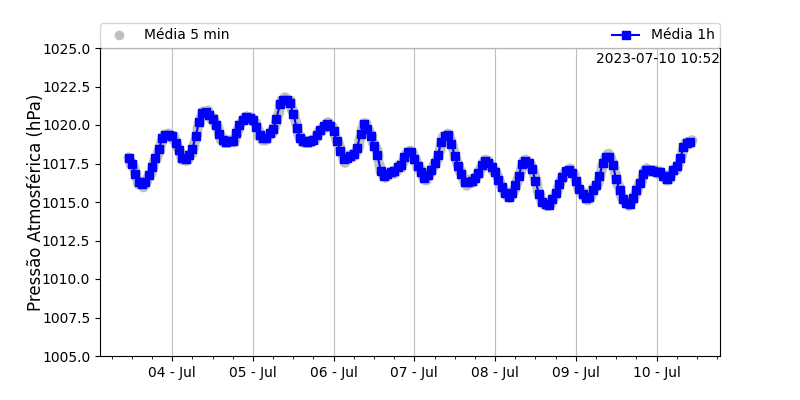 Média 5 min
Média 1h
2023-07-10 10:52
Pressão Atmosférica (hPa)
1025.0
1022.5
1020.0
1017.5
1015.0
1012.5
1010.0
1007.5
1005.0
04 - Jul
05 - Jul
06 - Jul
07 - Jul
08 - Jul
09 - Jul
10 - Jul